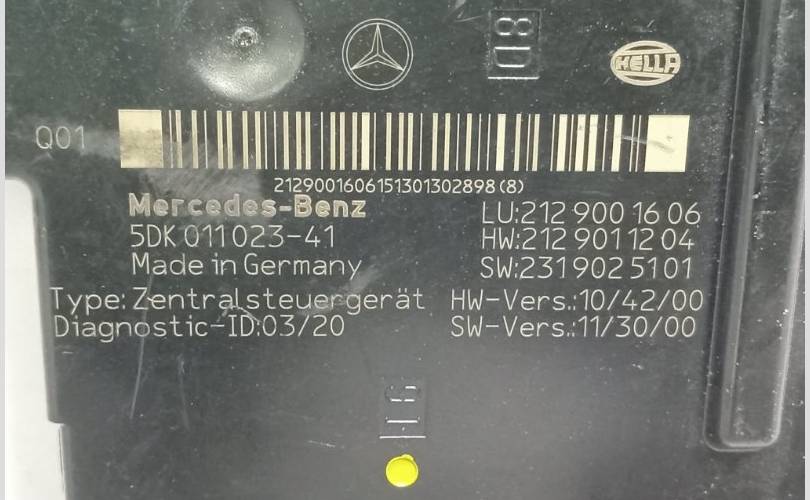 8D
HELLA
Q01
2129001606151301302898(8)
Mercedes-Benz
LU:212 900 16 06
5DK 011 023-41
HW:212 901 12 04
Made in Germany
SW:231 902 51 01
Type: Zentralsteuergerät
HW-Vers.:10/42/00
Diagnostic-ID:03/20
SW-Vers.:11/30/00